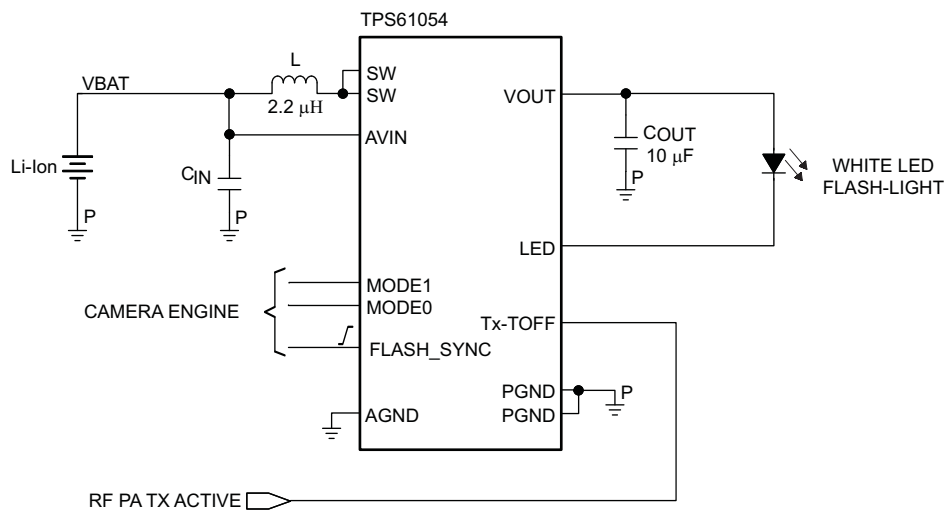 TPS61054
L
SW
VBAT
SW
2.2 μH
VOUT
AVIN
COUT
10 μF
Li-Ion
CIN
P
WHITE LED
FLASH-LIGHT
P
P
LED
MODE1
CAMERA ENGINE
MODE0
Tx-TOFF
FLASH_SYNC
PGND
P
AGND
PGND
RF PA TX ACTIVE